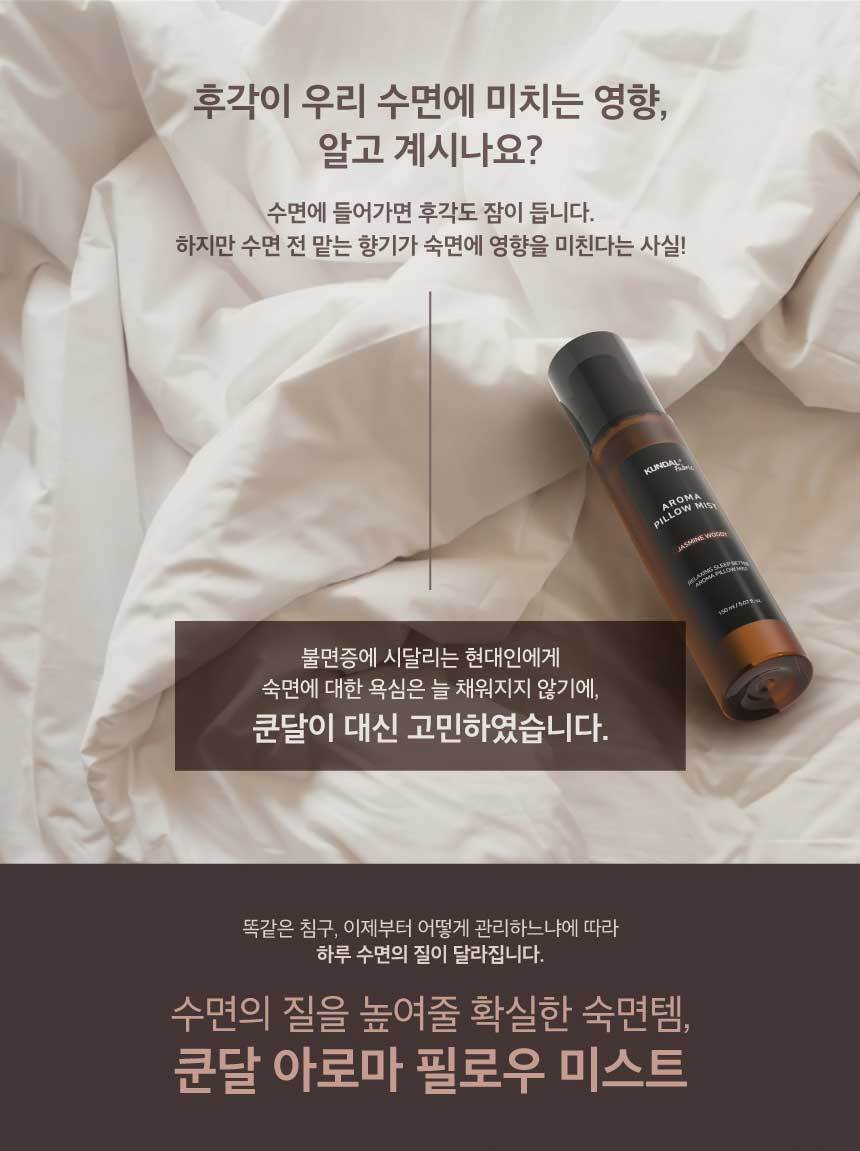 후각이 우리 수면에 미치는 영향,
알고 계시나요?
수면에 들어가면 후각도 잠이 듭니다.
하지만 수면 전 맡는 향기가 숙면에 영향을 미친다는 사실!
KUNDAL®
Fabric
AROMA
PILLOW MIST
JASMINE WOODY
RELAXING SLEEP BETTER
AROMA PILLOW MIST
150 ml / 5.07 fl. oz.
불면증에 시달리는 현대인에게
숙면에 대한 욕심은 늘 채워지지 않기에,
쿤달이 대신 고민하였습니다.
똑같은 침구, 이제부터 어떻게 관리하느냐에 따라
하루 수면의 질이 달라집니다.
수면의 질을 높여줄 확실한 숙면템,
쿤달 아로마 필로우 미스트